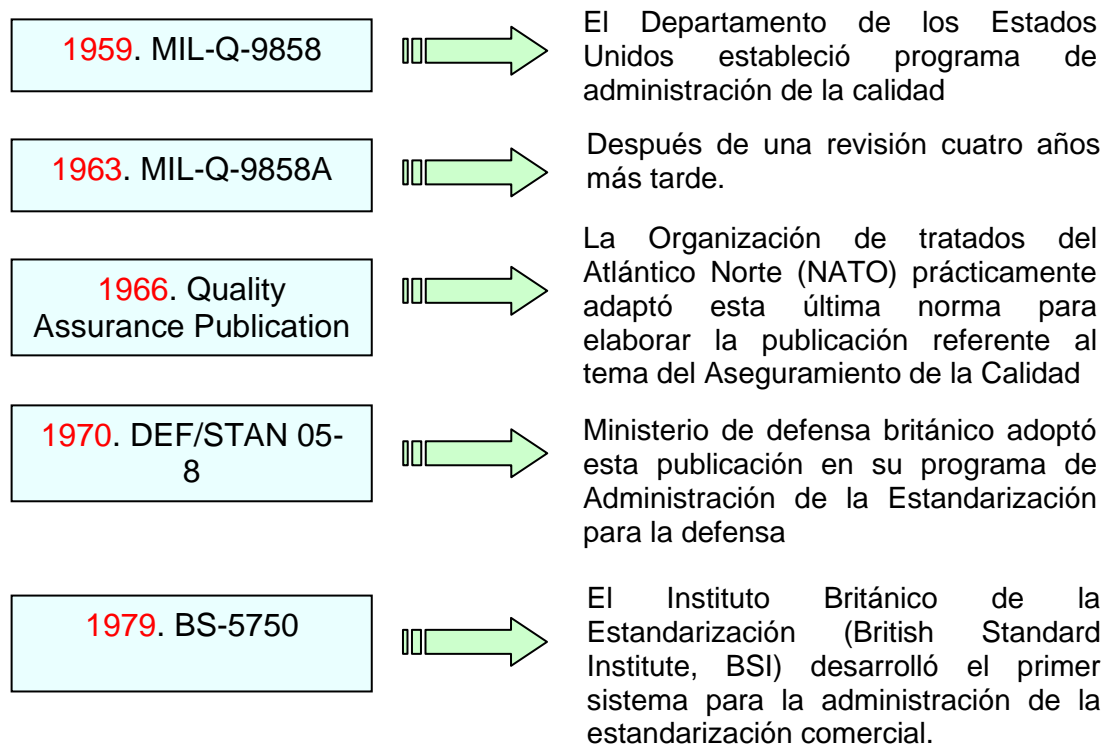 1959. MIL-Q-9858
El Departamento de los Estados
Unidos estableció programa de
administración de la calidad
1963. MIL-Q-9858A
Después de una revisión cuatro años
más tarde.
1966. Quality
Assurance Publication
La Organización de tratados del
Atlántico Norte (NATO) prácticamente
adaptó esta última norma para
elaborar la publicación referente al
tema del Aseguramiento de la Calidad
1970. DEF/STAN 05-
8
Ministerio de defensa británico adoptó
esta publicación en su programa de
Administración de la Estandarización
para la defensa
1979. BS-5750
El Instituto Británico de la
Estandarización (British Standard
Institute, BSI) desarrolló el primer
sistema para la administración de la
estandarización comercial.